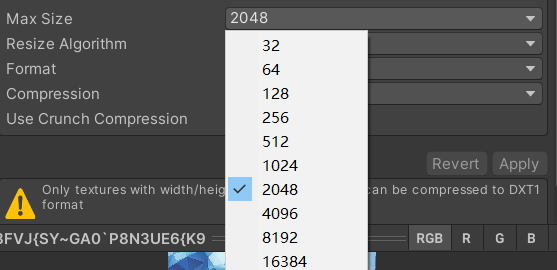 Max Size 2048
Resize Algorithm
Format
Compression
Use Crunch Compression
32
64
128
256
512
1024
2048
4096
8192
16384
Revert Apply
Only textures with width/heig can be compressed to DXT1
format
3FVJ{SY~GA0`P8N3UE6{K9 RGB R G B